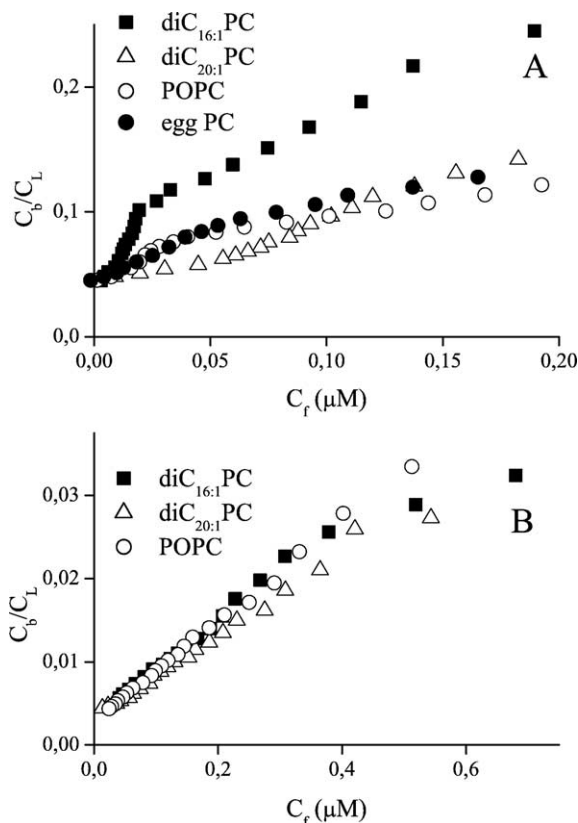 diC16:1PC
diC20:1PC
POPC
egg PC
A
0,2
0,1
0,0
Cb/CL
0,00 0,05 0,10 0,15 0,20
Cf (μM)
diC16:1PC
diC20:1PC
POPC
B
0,03
0,02
0,01
0,00
Cb/CL
0,0 0,2 0,4 0,6
Cf (μM)